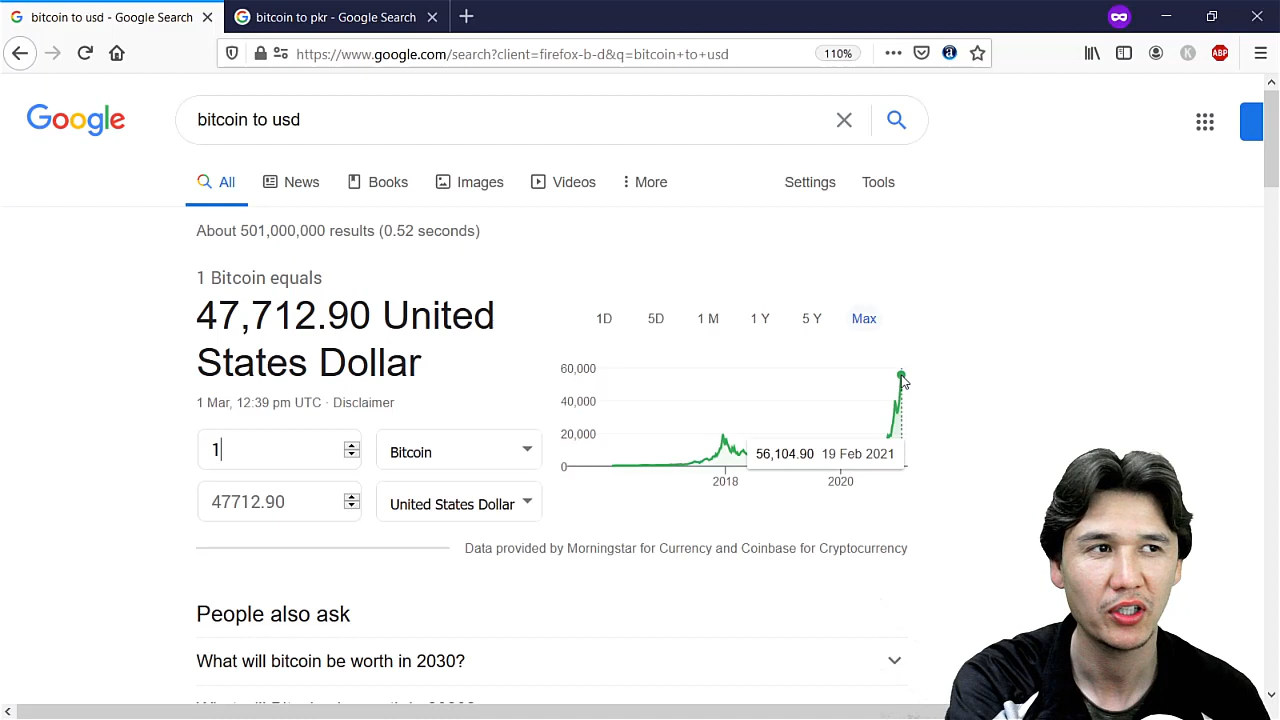 bitcoin to usd - Google Search
bitcoin to pkr - Google Search
https://www.google.com/search?client=firefox-b-d&q=bitcoin+to+usd
110%
K
ABP
Google
bitcoin to usd
All
News
Books
Images
Videos
More
Settings
Tools
About 501,000,000 results (0.52 seconds)
1 Bitcoin equals
47,712.90 United
States Dollar
1 Mar, 12:39 pm UTC · Disclaimer
1
Bitcoin
47712.90
United States Dollar
1D
5D
1 M
1 Y
5 Y
Max
60,000
40,000
20,000
0
56,104.90 19 Feb 2021
2018
2020
Data provided by Morningstar for Currency and Coinbase for Cryptocurrency
People also ask
What will bitcoin be worth in 2030?